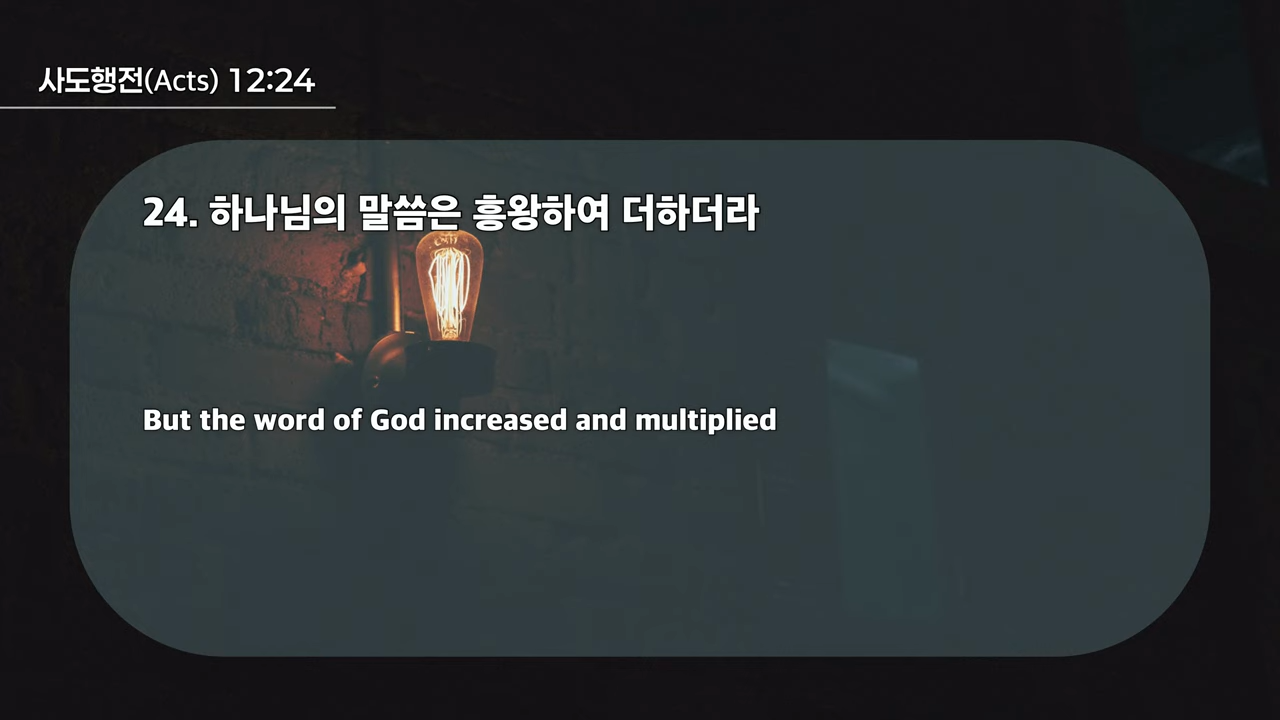 사도행전(Acts) 12:24
24. 하나님의 말씀은 흥왕하여 더하더라
But the word of God increased and multiplied